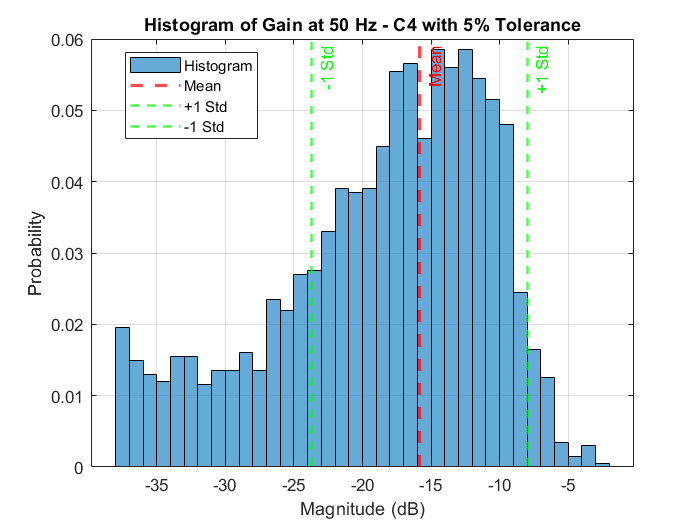 Histogram of Gain at 50 Hz - C4 with 5% Tolerance
0.06
0.05
0.04
0.03
0.02
0.01
0
Probability
Histogram
Mean
+1 Std
-1 Std
-1 Std
Mean
+1 Std
-35
-30
-25
-20
-15
-10
-5
Magnitude (dB)